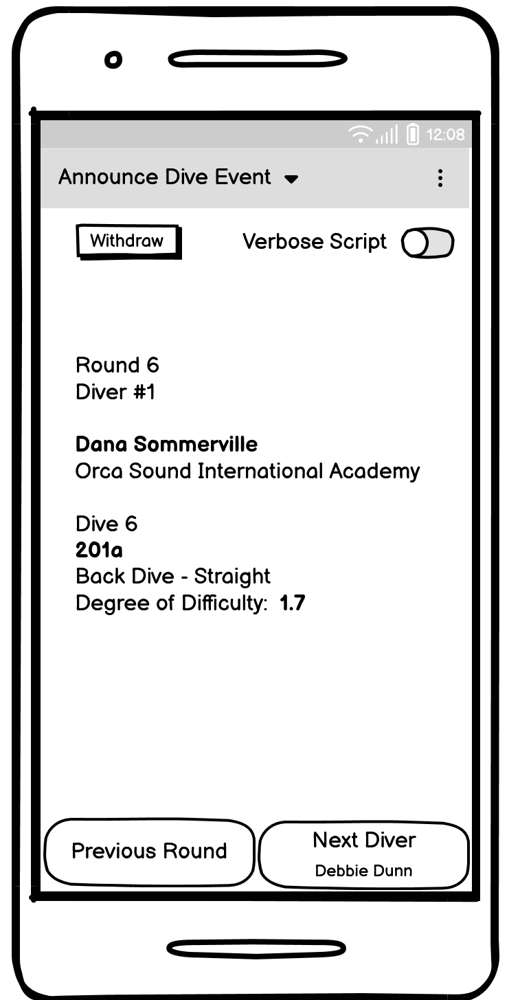 12:08
Announce Dive Event
Withdraw
Verbose Script
Round 6
Diver #1
Dana Sommerville
Orca Sound International Academy
Dive 6
201a
Back Dive - Straight
Degree of Difficulty: 1.7
Previous Round
Next Diver
Debbie Dunn